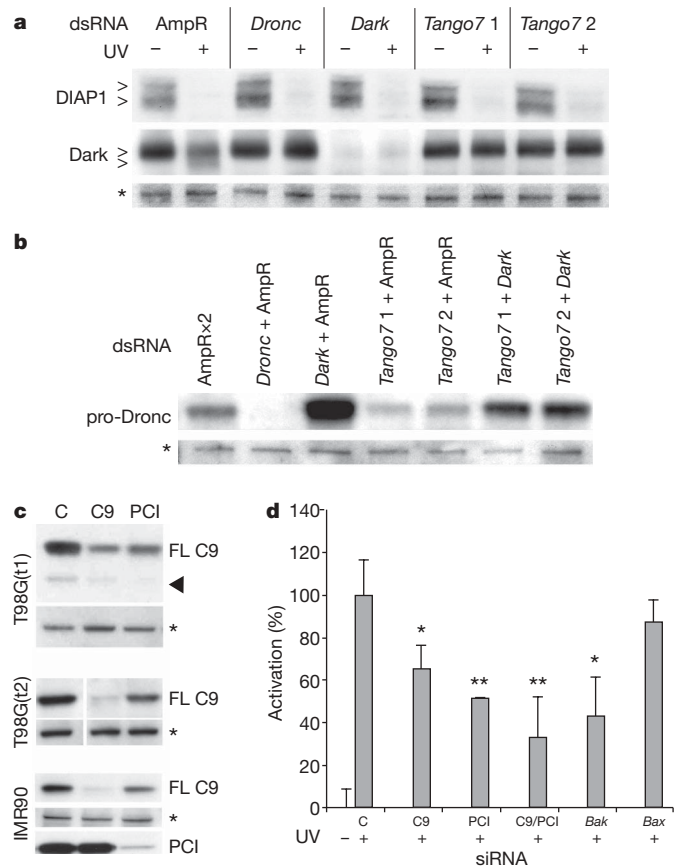 a
dsRNA AmpR Dronc Dark Tango7 1 Tango7 2
UV – + – + – + – + – +
DIAP1 > >
Dark > >
*
b
dsRNA
AmpR×2
Dronc + AmpR
Dark + AmpR
Tango7 1 + AmpR
Tango7 2 + AmpR
Tango7 1 + Dark
Tango7 2 + Dark
pro-Dronc
*
c
C C9 PCI
T98G(t1)
FL C9
*
T98G(t2)
FL C9
*
IMR90
FL C9
*
PCI
d
Activation (%)
140
120
100
80
60
40
20
0
* ** ** *
C C9 PCI C9/PCI Bak Bax
UV – + + + + + +
siRNA